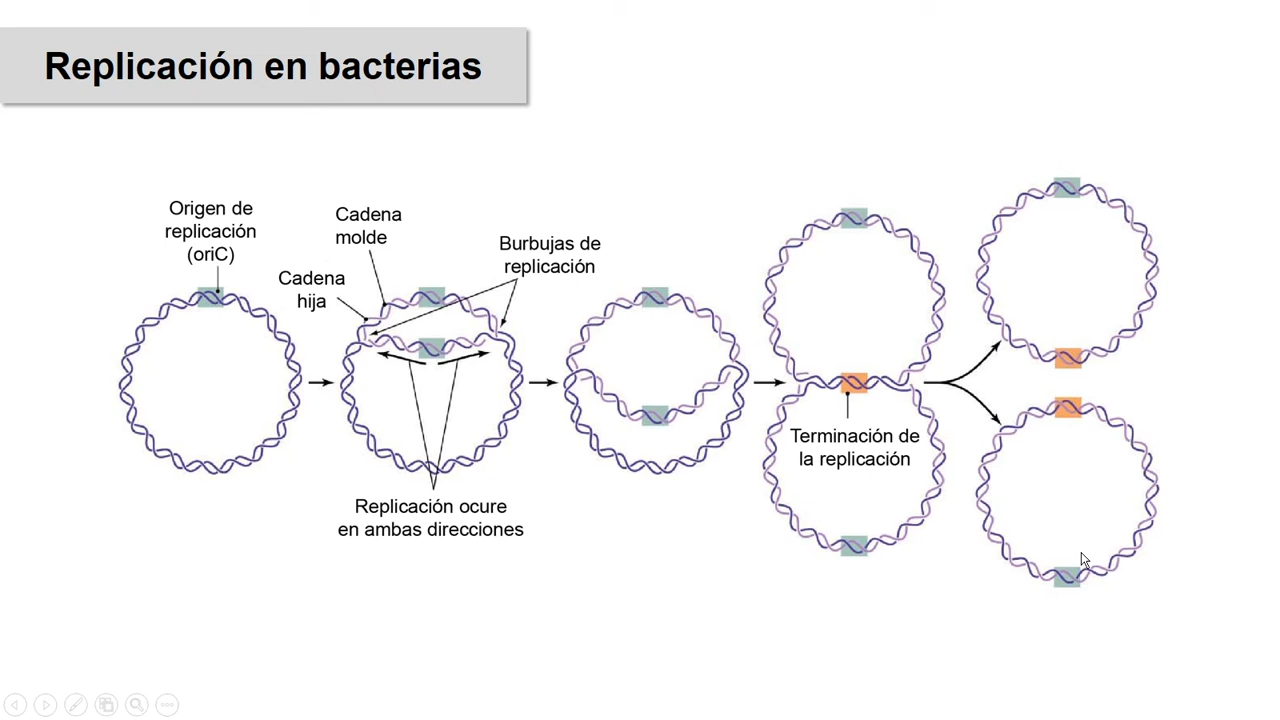 Replicación en bacterias
Origen de
replicación
(oriC)
Cadena
molde
Cadena
hija
Burbujas de
replicación
Replicación ocure
en ambas direcciones
Terminación de
la replicación